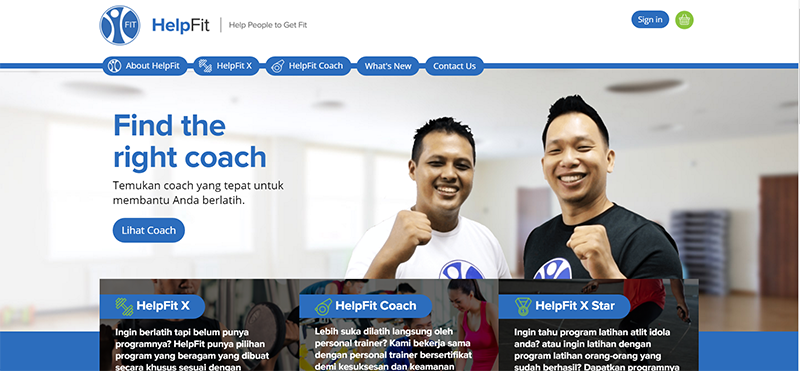 FIT
HelpFit
Help People to Get Fit
Sign in
About HelpFit
HelpFit X
HelpFit Coach
What's New
Contact Us
Find the
right coach
Temukan coach yang tepat untuk
membantu Anda berlatih.
Lihat Coach
HelpFit X
Ingin berlatih tapi belum punya
programnya? HelpFit punya pilihan
program yang beragam yang dibuat
secara khusus sesuai dengan
HelpFit Coach
Lebih suka dilatih langsung oleh
personal trainer? Kami bekerja sama
dengan personal trainer bersertifikat
demi kesuksesan dan keamanan
HelpFit X Star
Ingin tahu program latihan atlit idola
anda? atau ingin latihan dengan
program latihan orang-orang yang
sudah berhasil? Dapatkan programnya